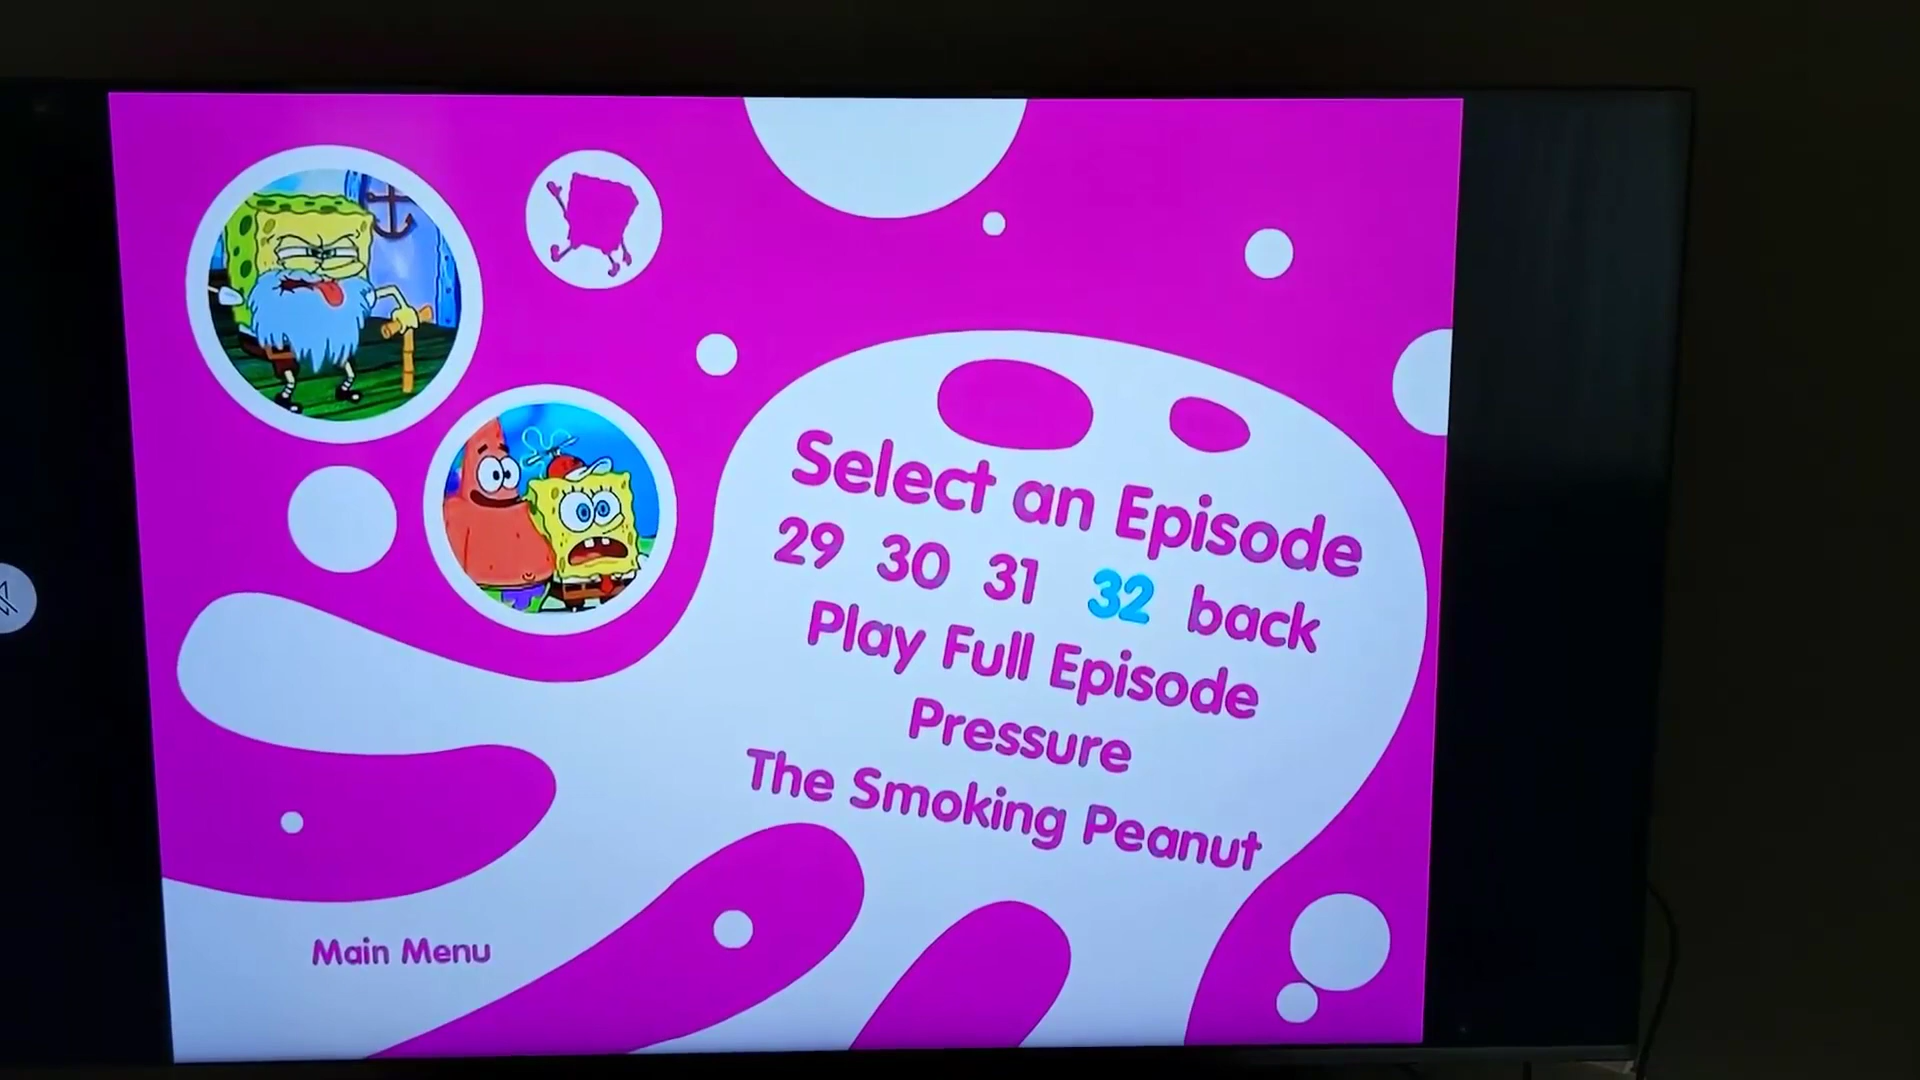 Select an Episode
29 30 31 32 back
Play Full Episode
Pressure
The Smoking Peanut
Main Menu